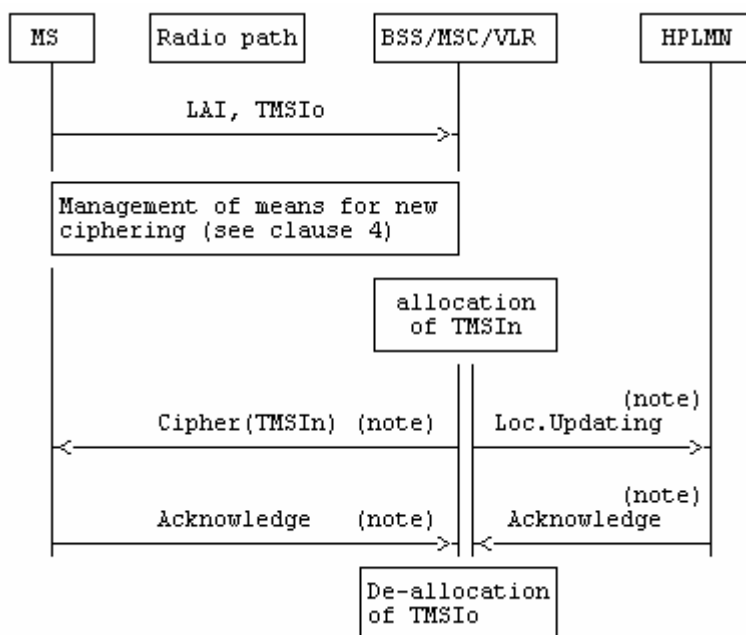 MS
Radio path
BSS/MSC/VLR
HPLMN
LAI, TMSIo
Management of means for new
ciphering (see clause 4)
allocation
of TMSIn
(note)
Cipher(TMSIn) (note)
Loc.Updating
(note)
Acknowledge (note)
Acknowledge
De-allocation
of TMSIo